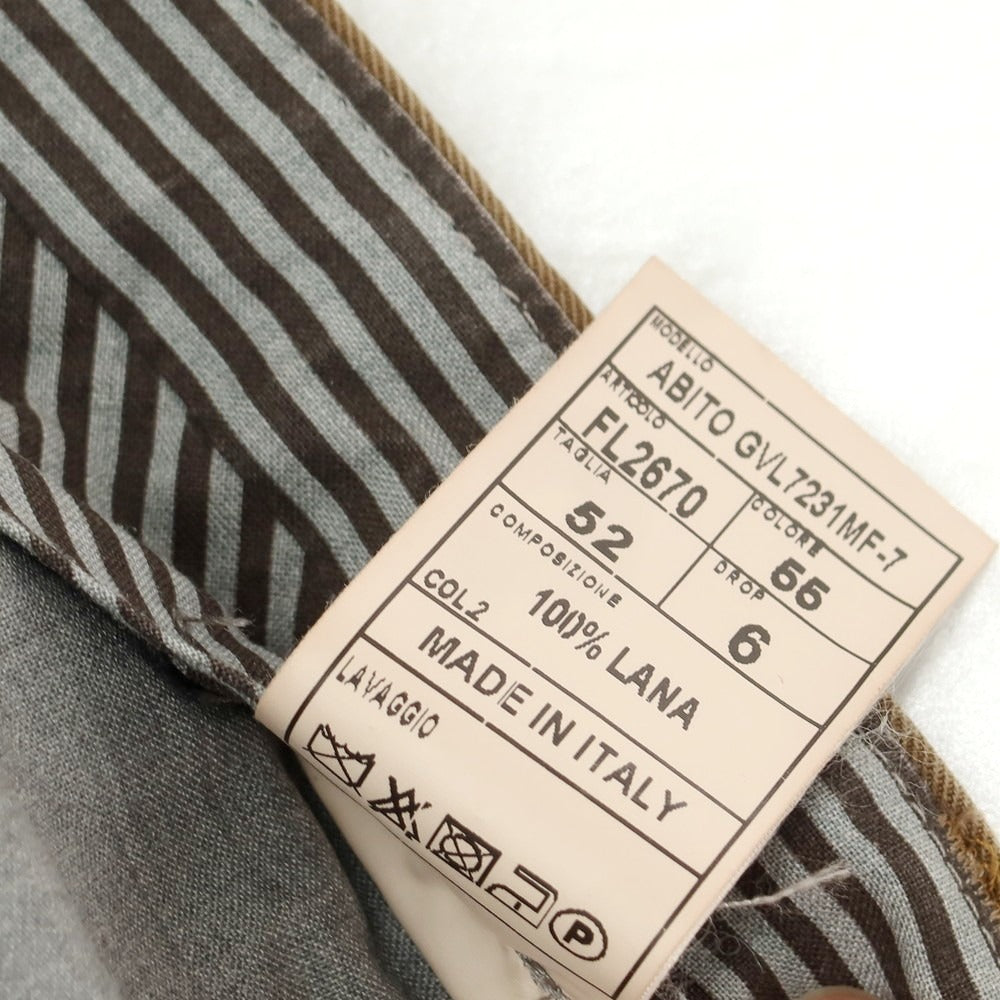 MODELLO
ABITO GVL7231MF-7
ARTICOLO
FL2670
COLORE
55
TAGLIA
52
DROP
6
COMPOSIZIONE
COL2
100% LANA
MADE IN ITALY
LAVAGGIO
P